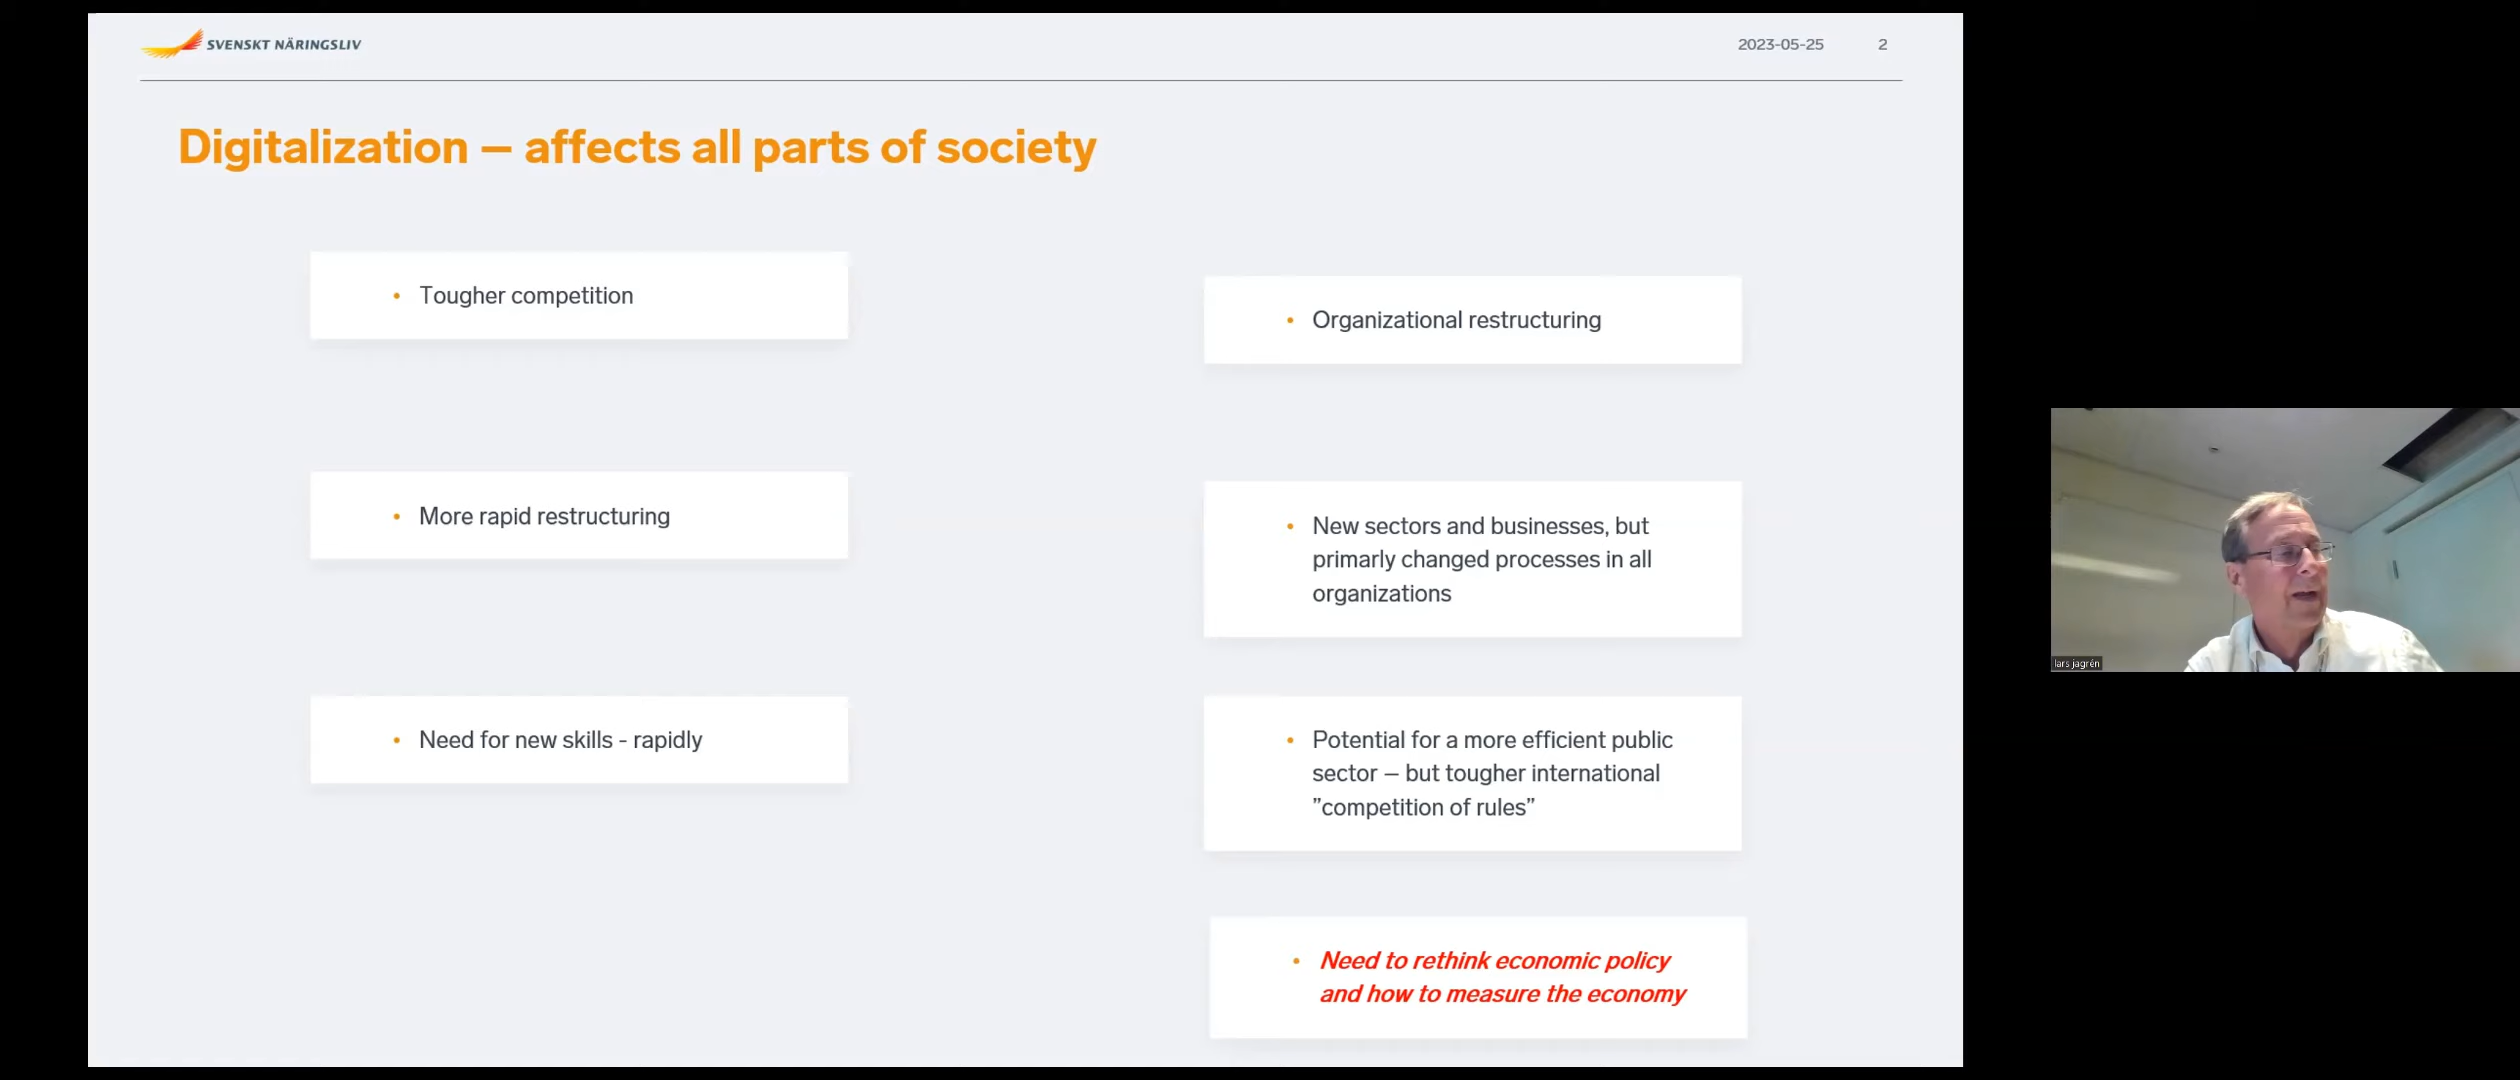 SVENSKT NÄRINGSLIV
2023-05-25
2
Digitalization – affects all parts of society
• Tougher competition
• More rapid restructuring
• Need for new skills - rapidly
• Organizational restructuring
• New sectors and businesses, but
primarly changed processes in all
organizations
• Potential for a more efficient public
sector – but tougher international
”competition of rules”
• Need to rethink economic policy
and how to measure the economy
lars jagrén